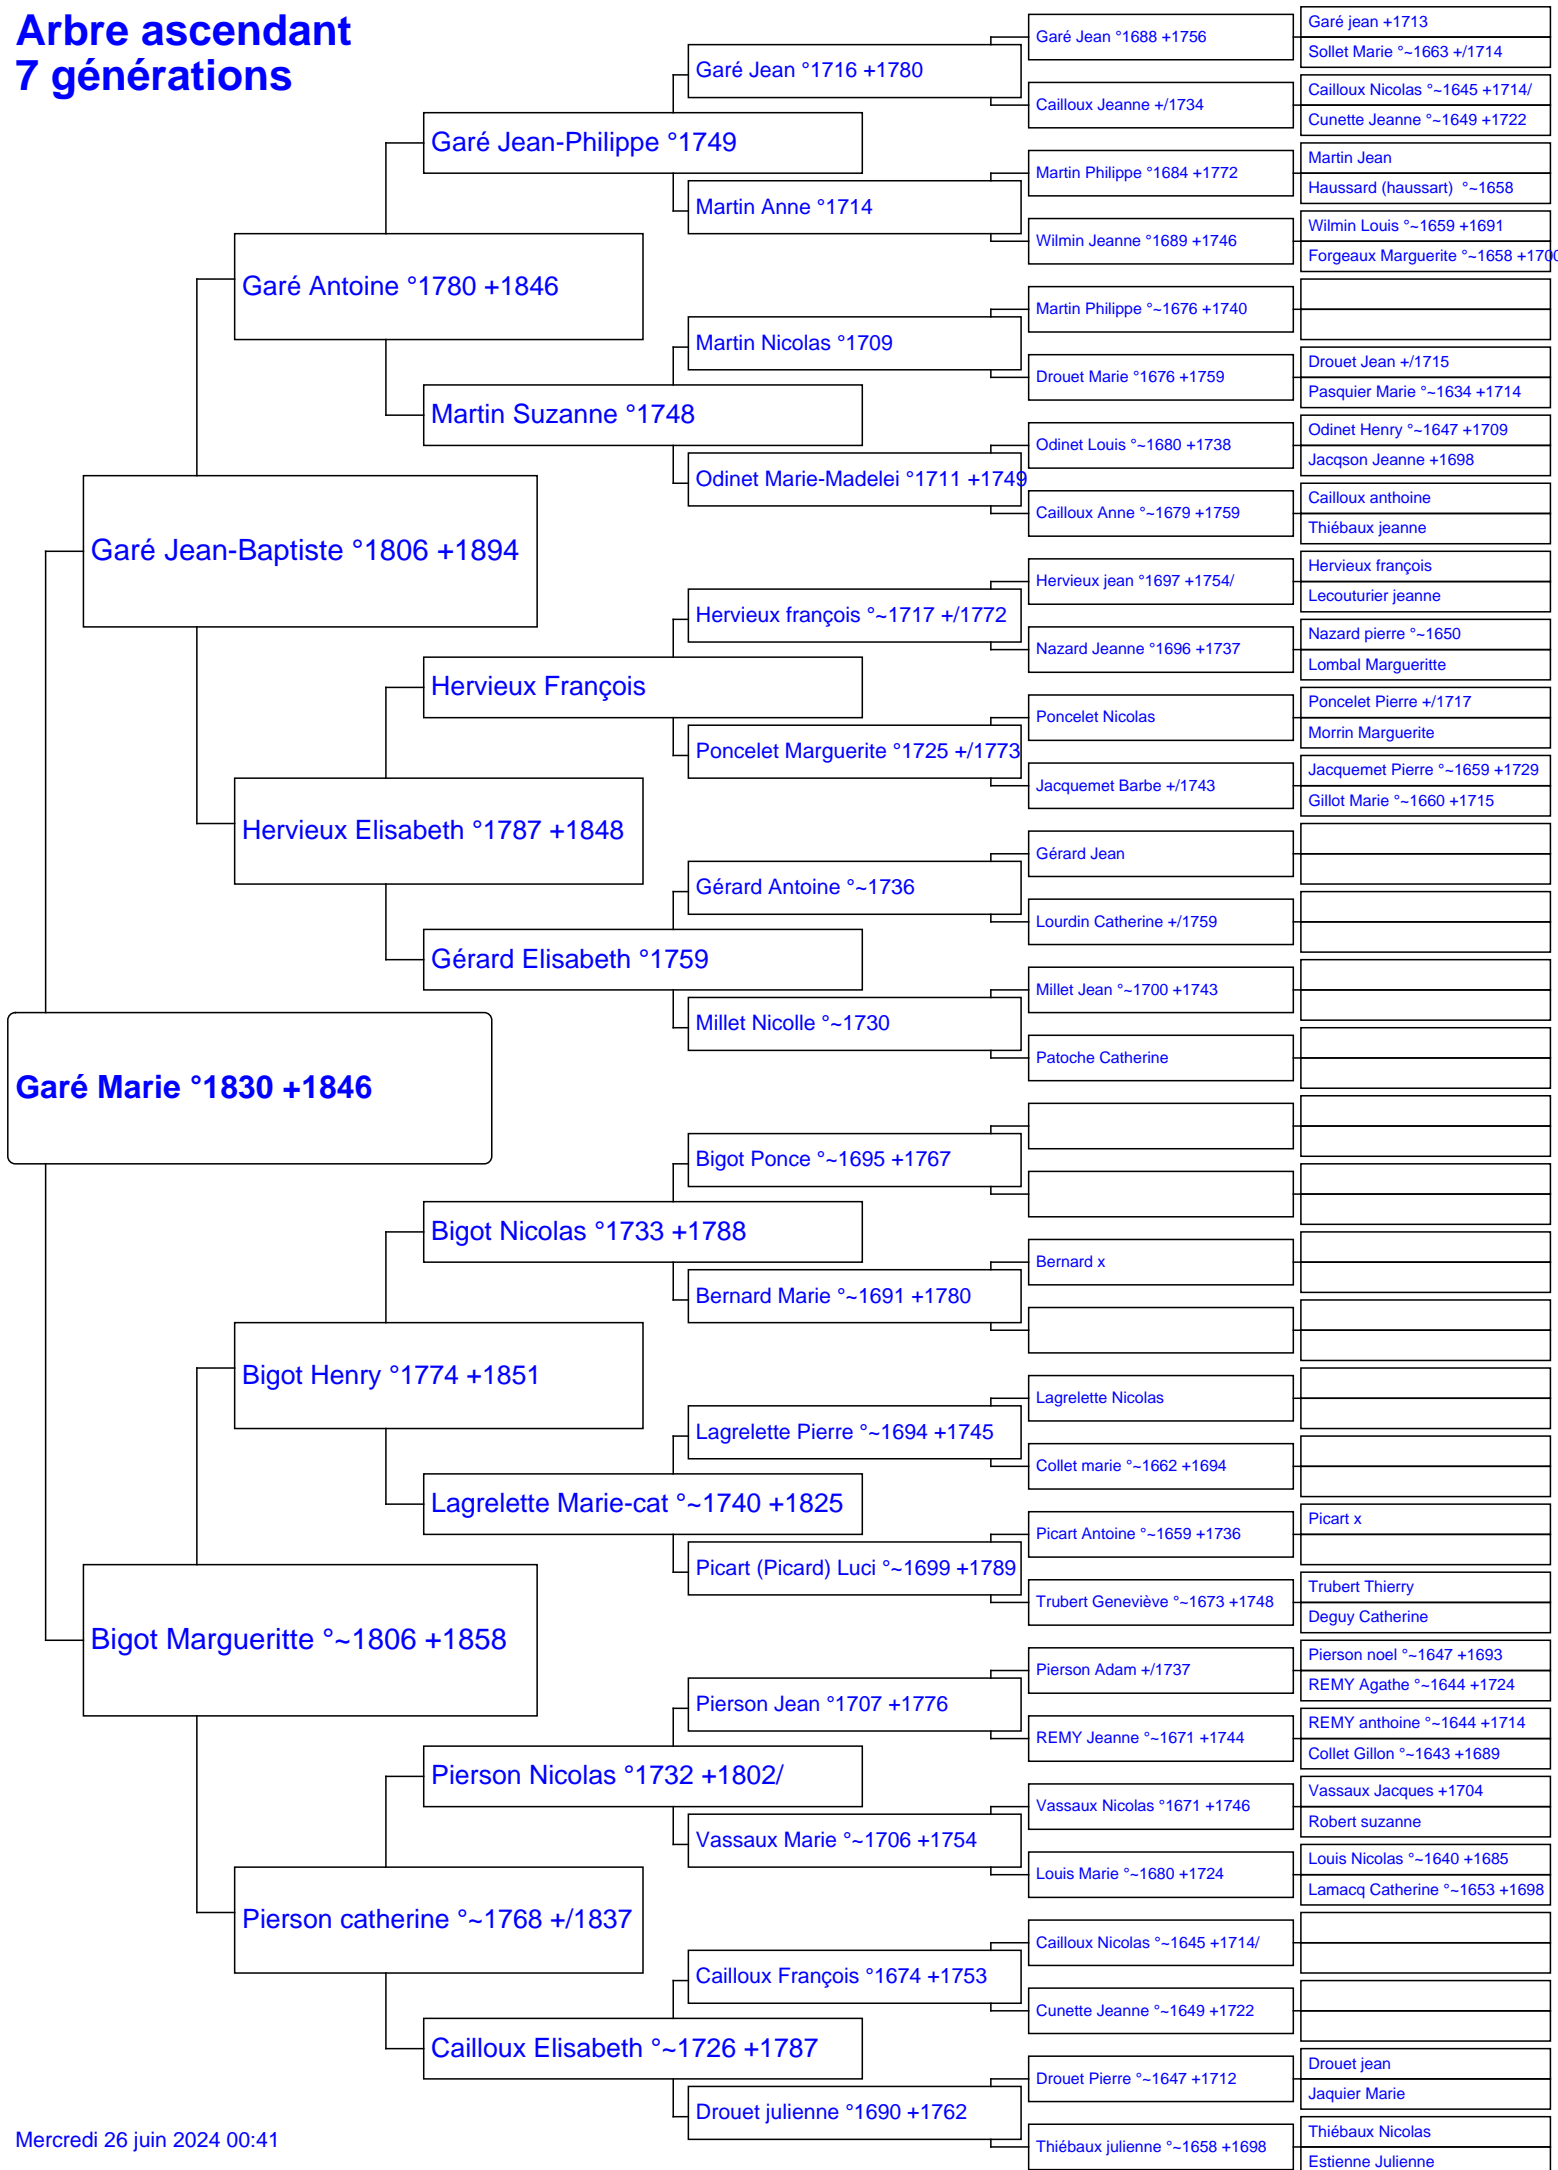 Arbre ascendant
7 générations
Garé Marie °1830 +1846
Garé Jean-Baptiste °1806 +1894
Bigot Margueritte °~1806 +1858
Garé Antoine °1780 +1846
Hervieux Elisabeth °1787 +1848
Bigot Henry °1774 +1851
Pierson catherine °~1768 +/1837
Garé Jean-Philippe °1749
Martin Suzanne °1748
Hervieux François
Gérard Elisabeth °1759
Bigot Nicolas °1733 +1788
Lagrelette Marie-cat °~1740 +1825
Pierson Nicolas °1732 +1802/
Cailloux Elisabeth °~1726 +1787
Garé Jean °1716 +1780
Martin Anne °1714
Martin Nicolas °1709
Odinet Marie-Madelei °1711 +1749
Hervieux françois °~1717 +/1772
Poncelet Marguerite °1725 +/1773
Gérard Antoine °~1736
Millet Nicolle °~1730
Bigot Ponce °~1695 +1767
Bernard Marie °~1691 +1780
Lagrelette Pierre °~1694 +1745
Picart (Picard) Luci °~1699 +1789
Pierson Jean °1707 +1776
Vassaux Marie °~1706 +1754
Cailloux François °1674 +1753
Drouet julienne °1690 +1762
Garé Jean °1688 +1756
Cailloux Jeanne +/1734
Martin Philippe °1684 +1772
Wilmin Jeanne °1689 +1746
Martin Philippe °~1676 +1740
Drouet Marie °1676 +1759
Odinet Louis °~1680 +1738
Cailloux Anne °~1679 +1759
Hervieux jean °1697 +1754/
Nazard Jeanne °1696 +1737
Poncelet Nicolas
Jacquemet Barbe +/1743
Gérard Jean
Lourdin Catherine +/1759
Millet Jean °~1700 +1743
Patoche Catherine
Bernard x
Lagrelette Nicolas
Collet marie °~1662 +1694
Picart Antoine °~1659 +1736
Trubert Geneviève °~1673 +1748
Pierson Adam +/1737
REMY Jeanne °~1671 +1744
Vassaux Nicolas °1671 +1746
Louis Marie °~1680 +1724
Cailloux Nicolas °~1645 +1714/
Cunette Jeanne °~1649 +1722
Drouet Pierre °~1647 +1712
Thiébaux julienne °~1658 +1698
Garé jean +1713
Sollet Marie °~1663 +/1714
Cailloux Nicolas °~1645 +1714/
Cunette Jeanne °~1649 +1722
Martin Jean
Haussard (haussart)  °~1658
Wilmin Louis °~1659 +1691
Forgeaux Marguerite °~1658 +1700
Drouet Jean +/1715
Pasquier Marie °~1634 +1714
Odinet Henry °~1647 +1709
Jacqson Jeanne +1698
Cailloux anthoine
Thiébaux jeanne
Hervieux françois
Lecouturier jeanne
Nazard pierre °~1650
Lombal Margueritte
Poncelet Pierre +/1717
Morrin Marguerite
Jacquemet Pierre °~1659 +1729
Gillot Marie °~1660 +1715
Picart x
Trubert Thierry
Deguy Catherine
Pierson noel °~1647 +1693
REMY Agathe °~1644 +1724
REMY anthoine °~1644 +1714
Collet Gillon °~1643 +1689
Vassaux Jacques +1704
Robert suzanne
Louis Nicolas °~1640 +1685
Lamacq Catherine °~1653 +1698
Drouet jean
Jaquier Marie
Thiébaux Nicolas
Estienne Julienne
Mercredi 26 juin 2024 00:41